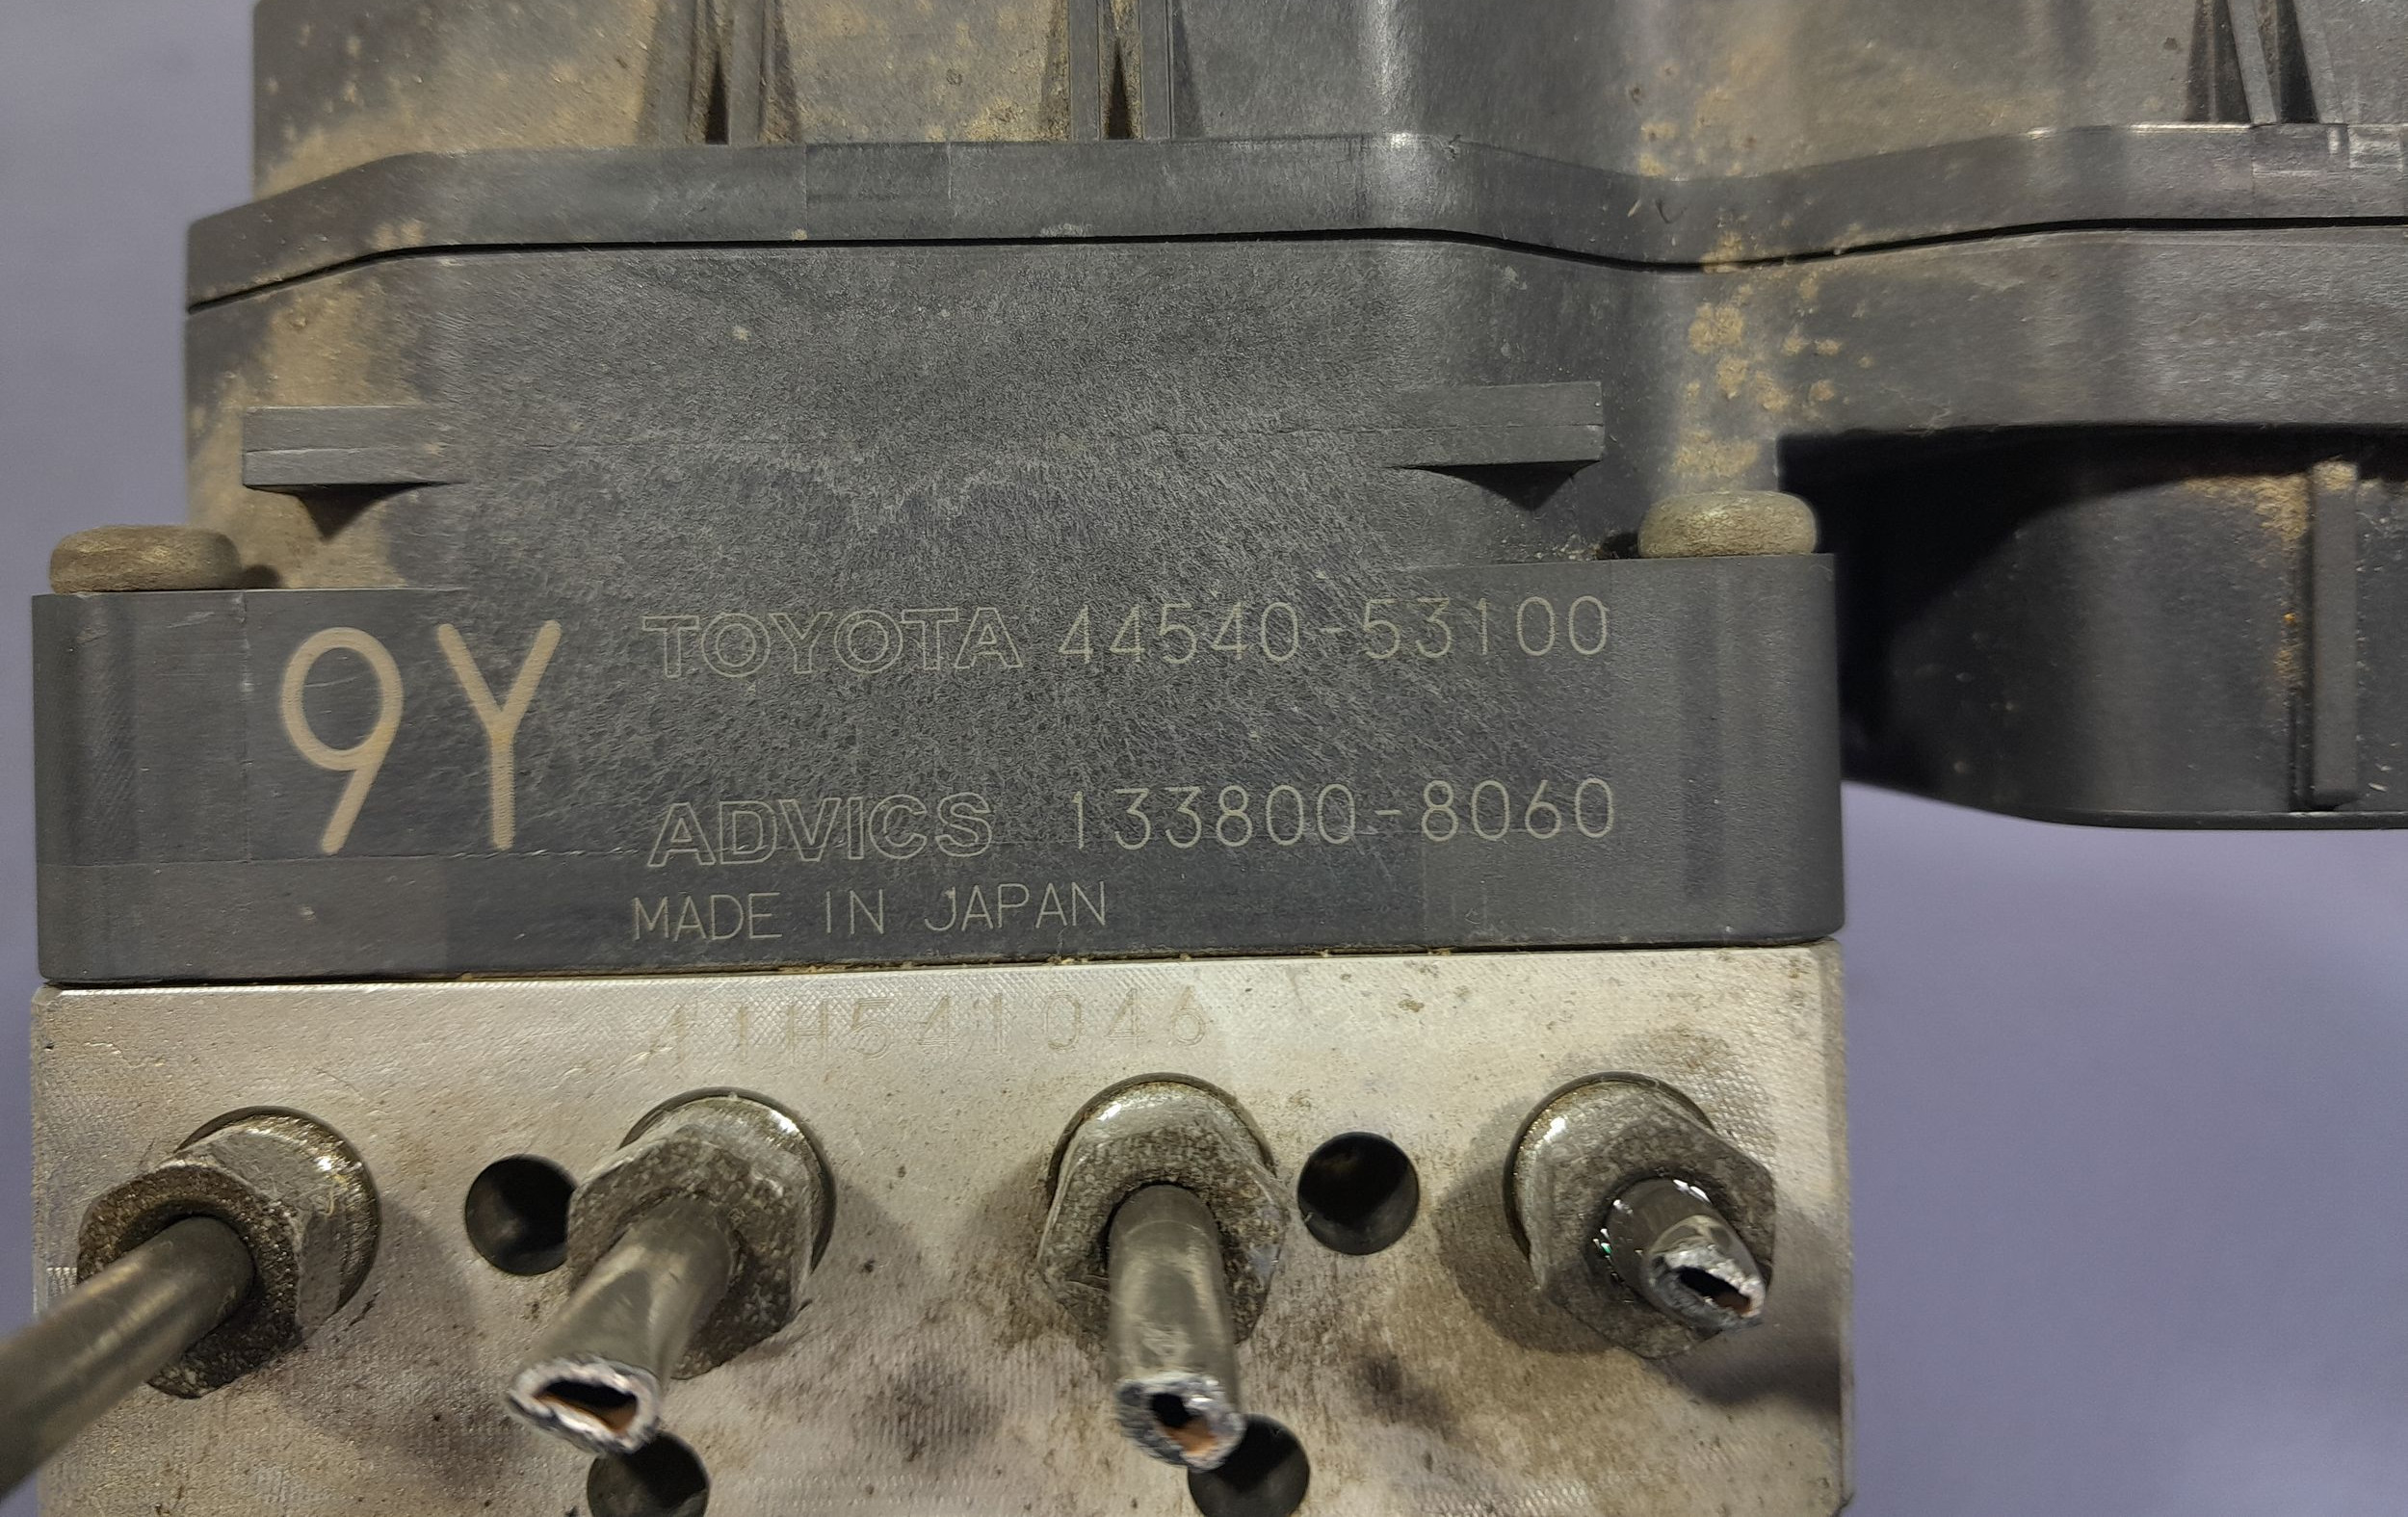 9Y
TOYOTA 44540-53100
ADVICS 133800-8060
MADE IN JAPAN
41H541046